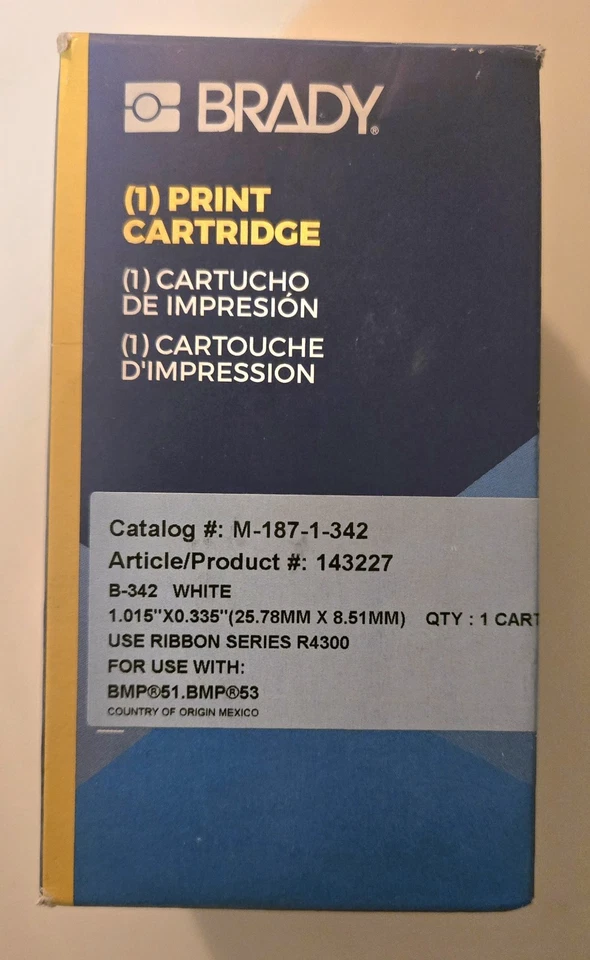 BRADY®
(1) PRINT
CARTRIDGE
(1) CARTUCHO
DE IMPRESIÓN
(1) CARTOUCHE
D'IMPRESSION
Catalog #: M-187-1-342
Article/Product #: 143227
B-342 WHITE
1.015"X0.335"(25.78MM X 8.51MM) QTY : 1 CART
USE RIBBON SERIES R4300
FOR USE WITH:
BMP®51.BMP®53
COUNTRY OF ORIGIN MEXICO